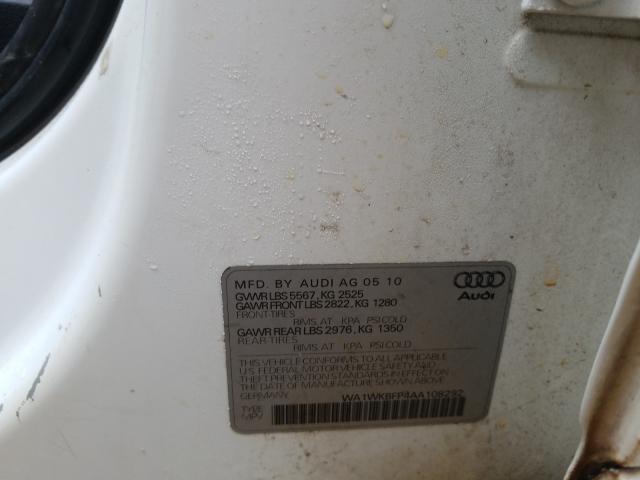 MFD. BY AUDI AG 05 10
GVWR LBS 5567, KG 2525
GAWR FRONT LBS 2822, KG 1280
FRONT-TIRES
RIMS, AT KPA PSI COLD
GAWR REAR LBS 2976, KG 1350
REAR-TIRES
RIMS, AT KPA PSI COLD
THIS VEHICLE CONFORMS TO ALL APPLICABLE
U.S. FEDERAL MOTOR VEHICLE SAFETY AND
THEFT PREVENTION STANDARDS IN EFFECT ON
THE DATE OF MANUFACTURE SHOWN ABOVE.
GERMANY WA1WKBFP4AA108292
TYPE
MPV
Audi